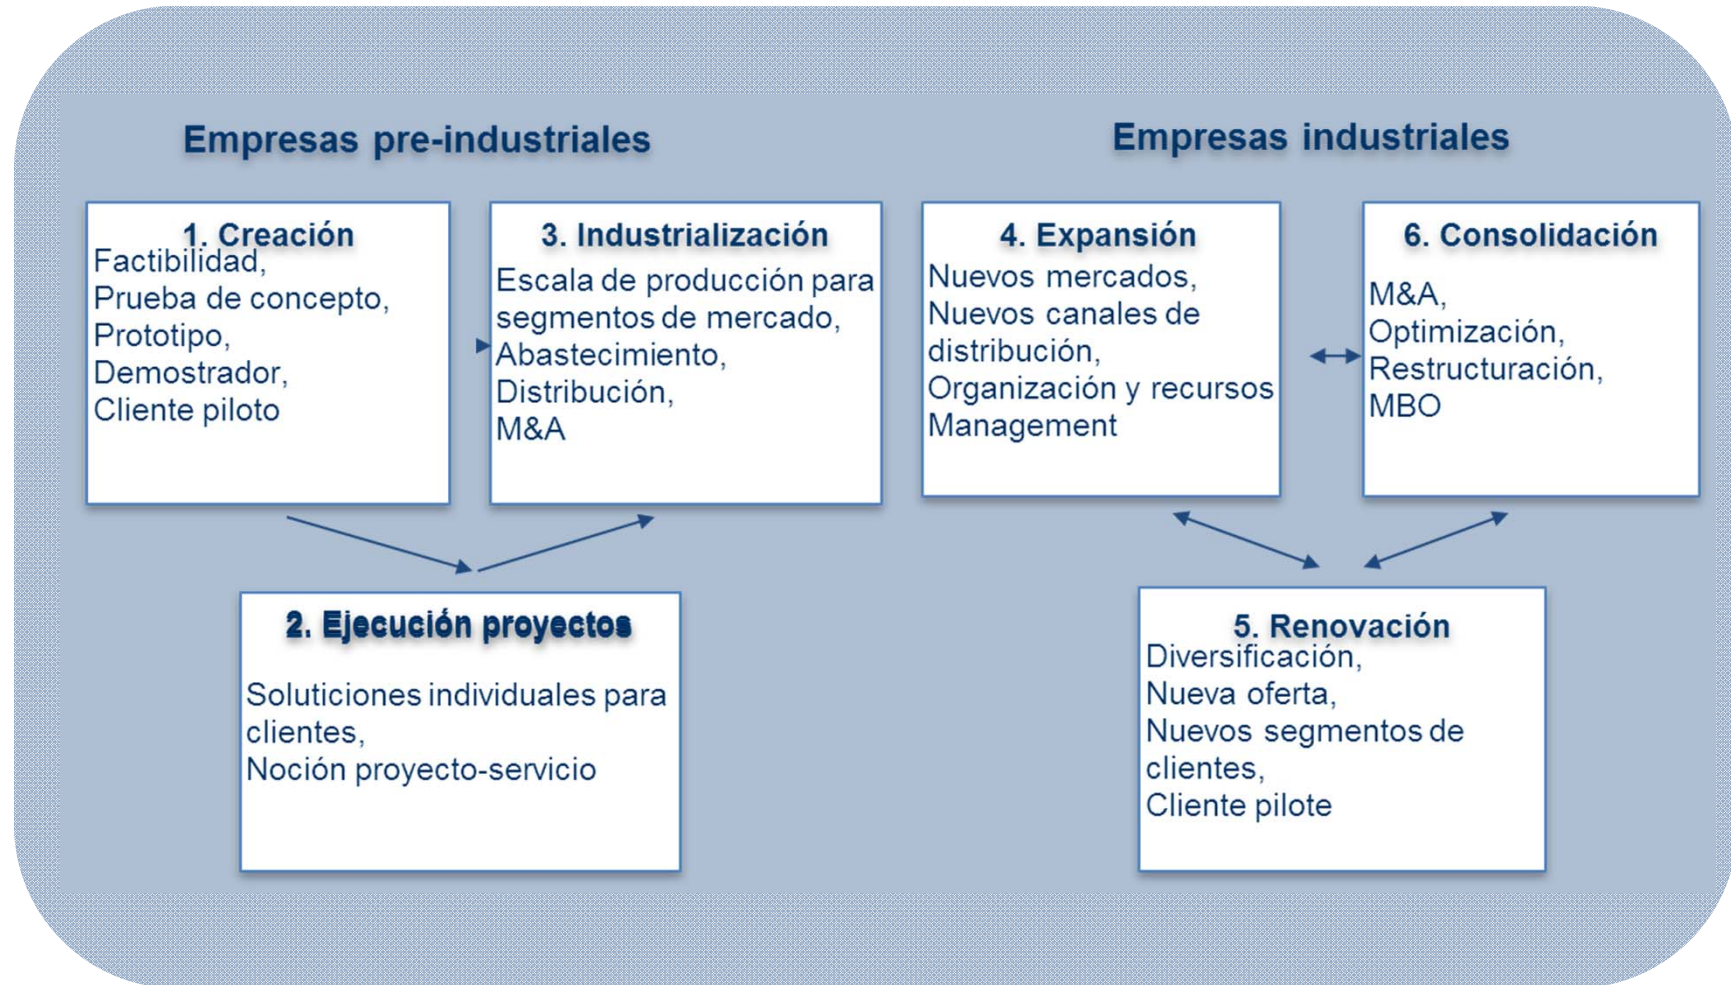 Empresas pre-industriales
Empresas industriales
1. Creación
Factibilidad,
Prueba de concepto,
Prototipo,
Demostrador,
Cliente piloto
3. Industrialización
Escala de producción para
segmentos de mercado,
Abastecimiento,
Distribución,
M&A
4. Expansión
Nuevos mercados,
Nuevos canales de
distribución,
Organización y recursos
Management
6. Consolidación
M&A,
Optimización,
Restructuración,
MBO
2. Ejecución proyectos
Soluticiones individuales para
clientes,
Noción proyecto-servicio
5. Renovación
Diversificación,
Nueva oferta,
Nuevos segmentos de
clientes,
Cliente pilote